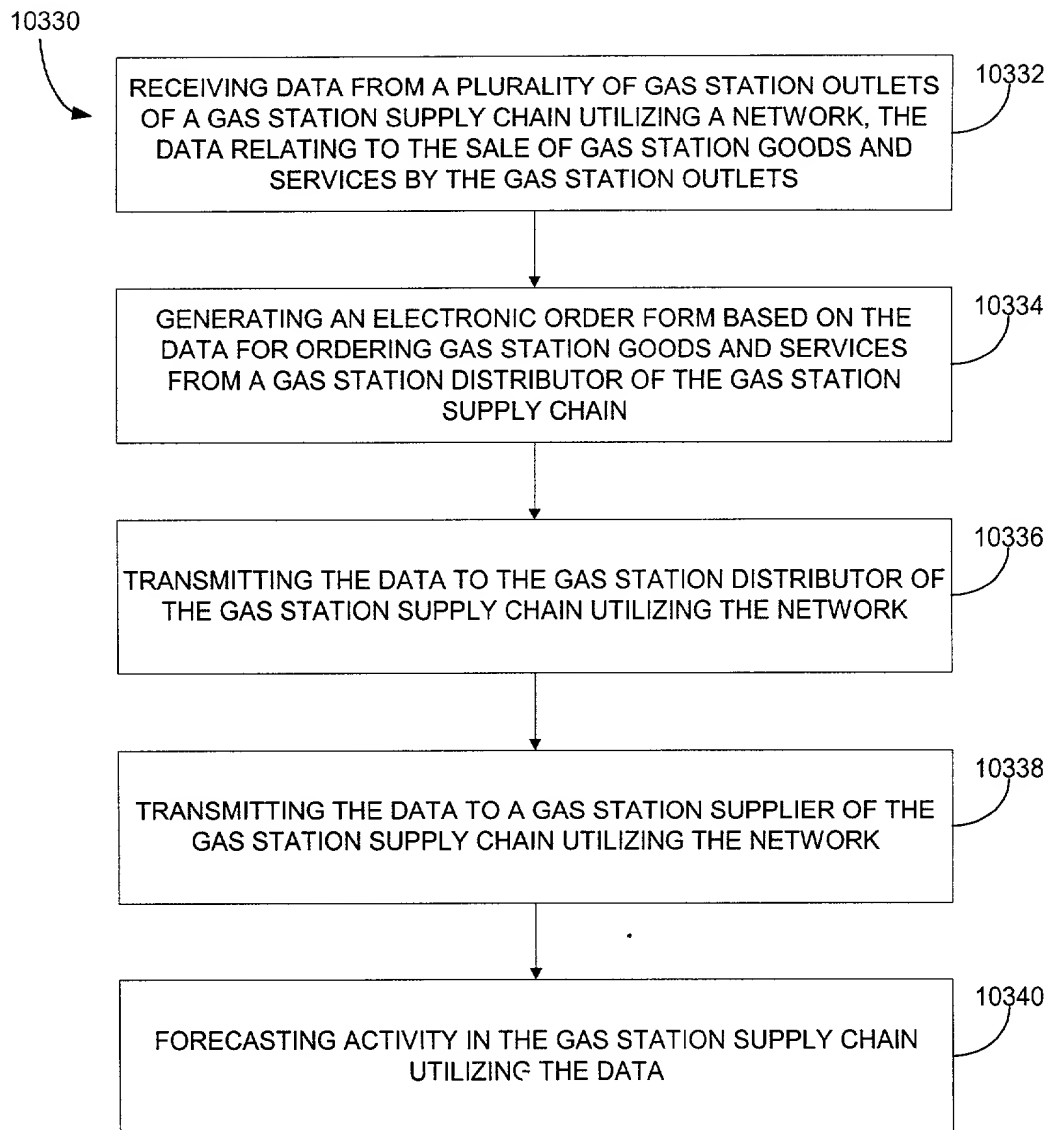 10330
10332
RECEIVING DATA FROM A PLURALITY OF GAS STATION OUTLETS
OF A GAS STATION SUPPLY CHAIN UTILIZING A NETWORK, THE
DATA RELATING TO THE SALE OF GAS STATION GOODS AND
SERVICES BY THE GAS STATION OUTLETS
10334
GENERATING AN ELECTRONIC ORDER FORM BASED ON THE
DATA FOR ORDERING GAS STATION GOODS AND SERVICES
FROM A GAS STATION DISTRIBUTOR OF THE GAS STATION
SUPPLY CHAIN
10336
TRANSMITTING THE DATA TO THE GAS STATION DISTRIBUTOR OF
THE GAS STATION SUPPLY CHAIN UTILIZING THE NETWORK
10338
TRANSMITTING THE DATA TO A GAS STATION SUPPLIER OF THE
GAS STATION SUPPLY CHAIN UTILIZING THE NETWORK
10340
FORECASTING ACTIVITY IN THE GAS STATION SUPPLY CHAIN
UTILIZING THE DATA